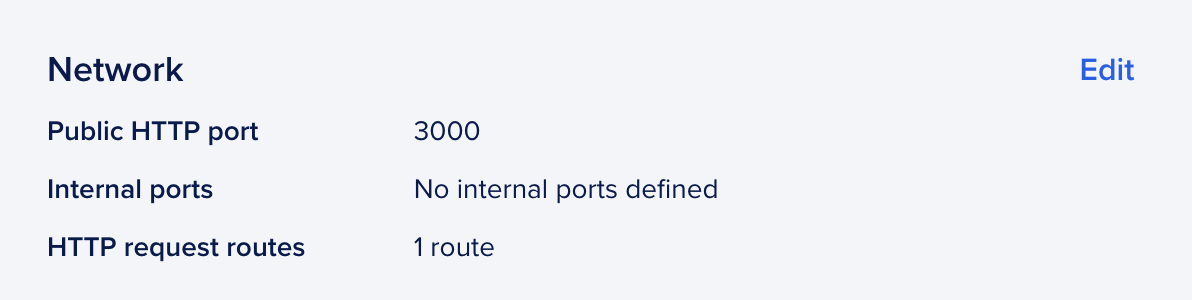 Network
Edit
Public HTTP port 3000
Internal ports No internal ports defined
HTTP request routes 1 route